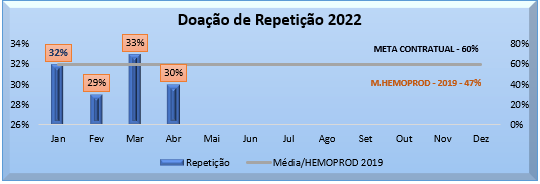 Doação de Repetição 2022
34% 33% 80%
META CONTRATUAL - 60%
32% 32% 60%
30% 30% M.HEMOPROD - 2019 - 47% 40%
29%
28% 20%
26% 0%
Jan Fev Mar Abr Mai Jun Jul Ago Set Out Nov Dez
Repetição Média/HEMOPROD 2019